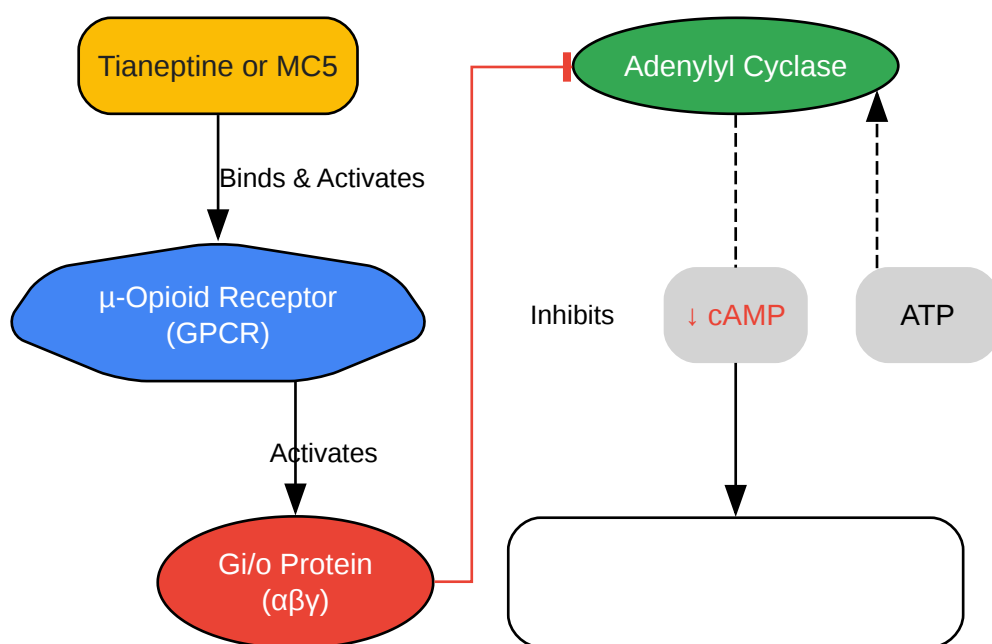 Tianeptine or MC5
Adenylyl Cyclase
Binds & Activates
μ-Opioid Receptor
(GPCR)
Inhibits
↓ cAMP
ATP
Activates
Gi/o Protein
(αβγ)